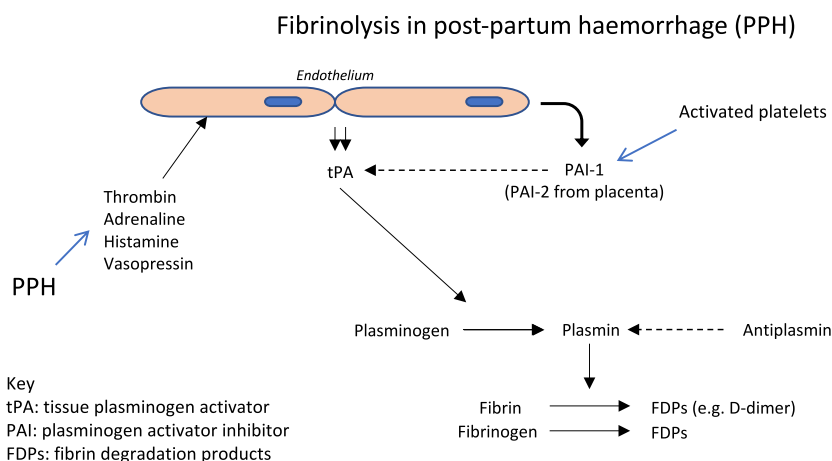 Fibrinolysis in post-partum haemorrhage (PPH)
Endothelium
Activated platelets
tPA
PAI-1
(PAI-2 from placenta)
Thrombin
Adrenaline
Histamine
Vasopressin
PPH
Plasminogen
Plasmin
Antiplasmin
Key
tPA: tissue plasminogen activator
PAI: plasminogen activator inhibitor
FDPs: fibrin degradation products
Fibrin
FDPs (e.g. D-dimer)
Fibrinogen
FDPs